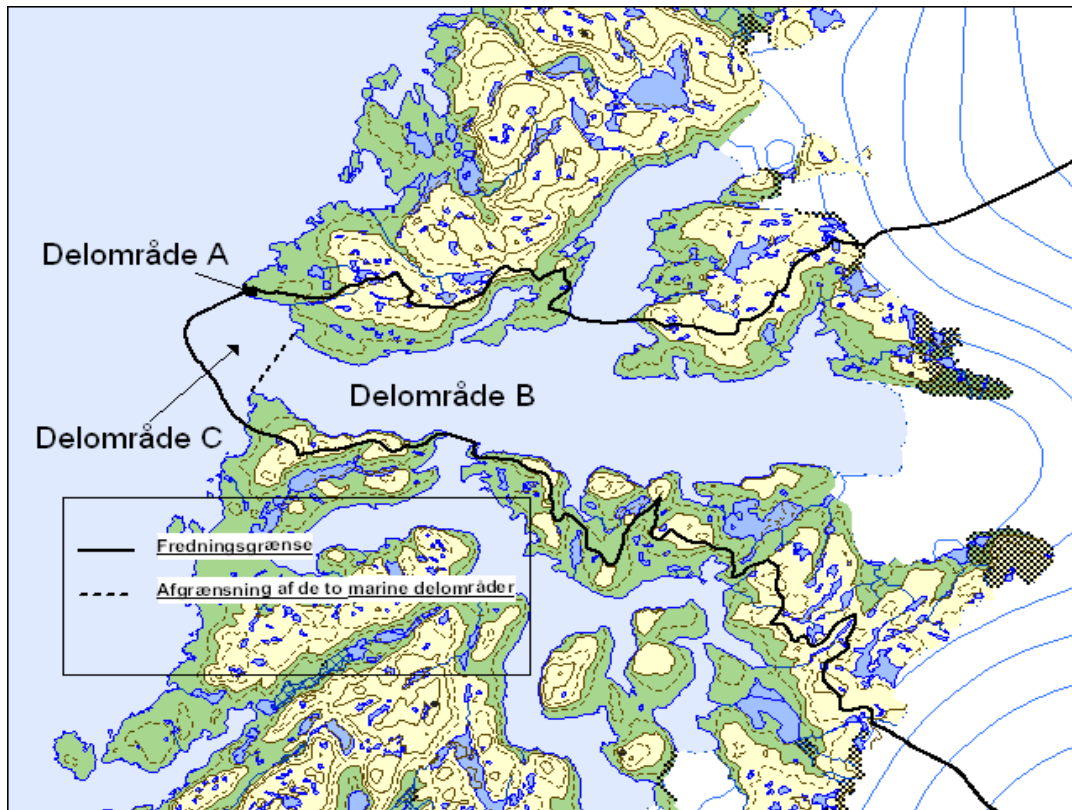 Delområde A
Delområde B
Delområde C
Fredningsgrænse
Afgrænsning af de to marine delområder